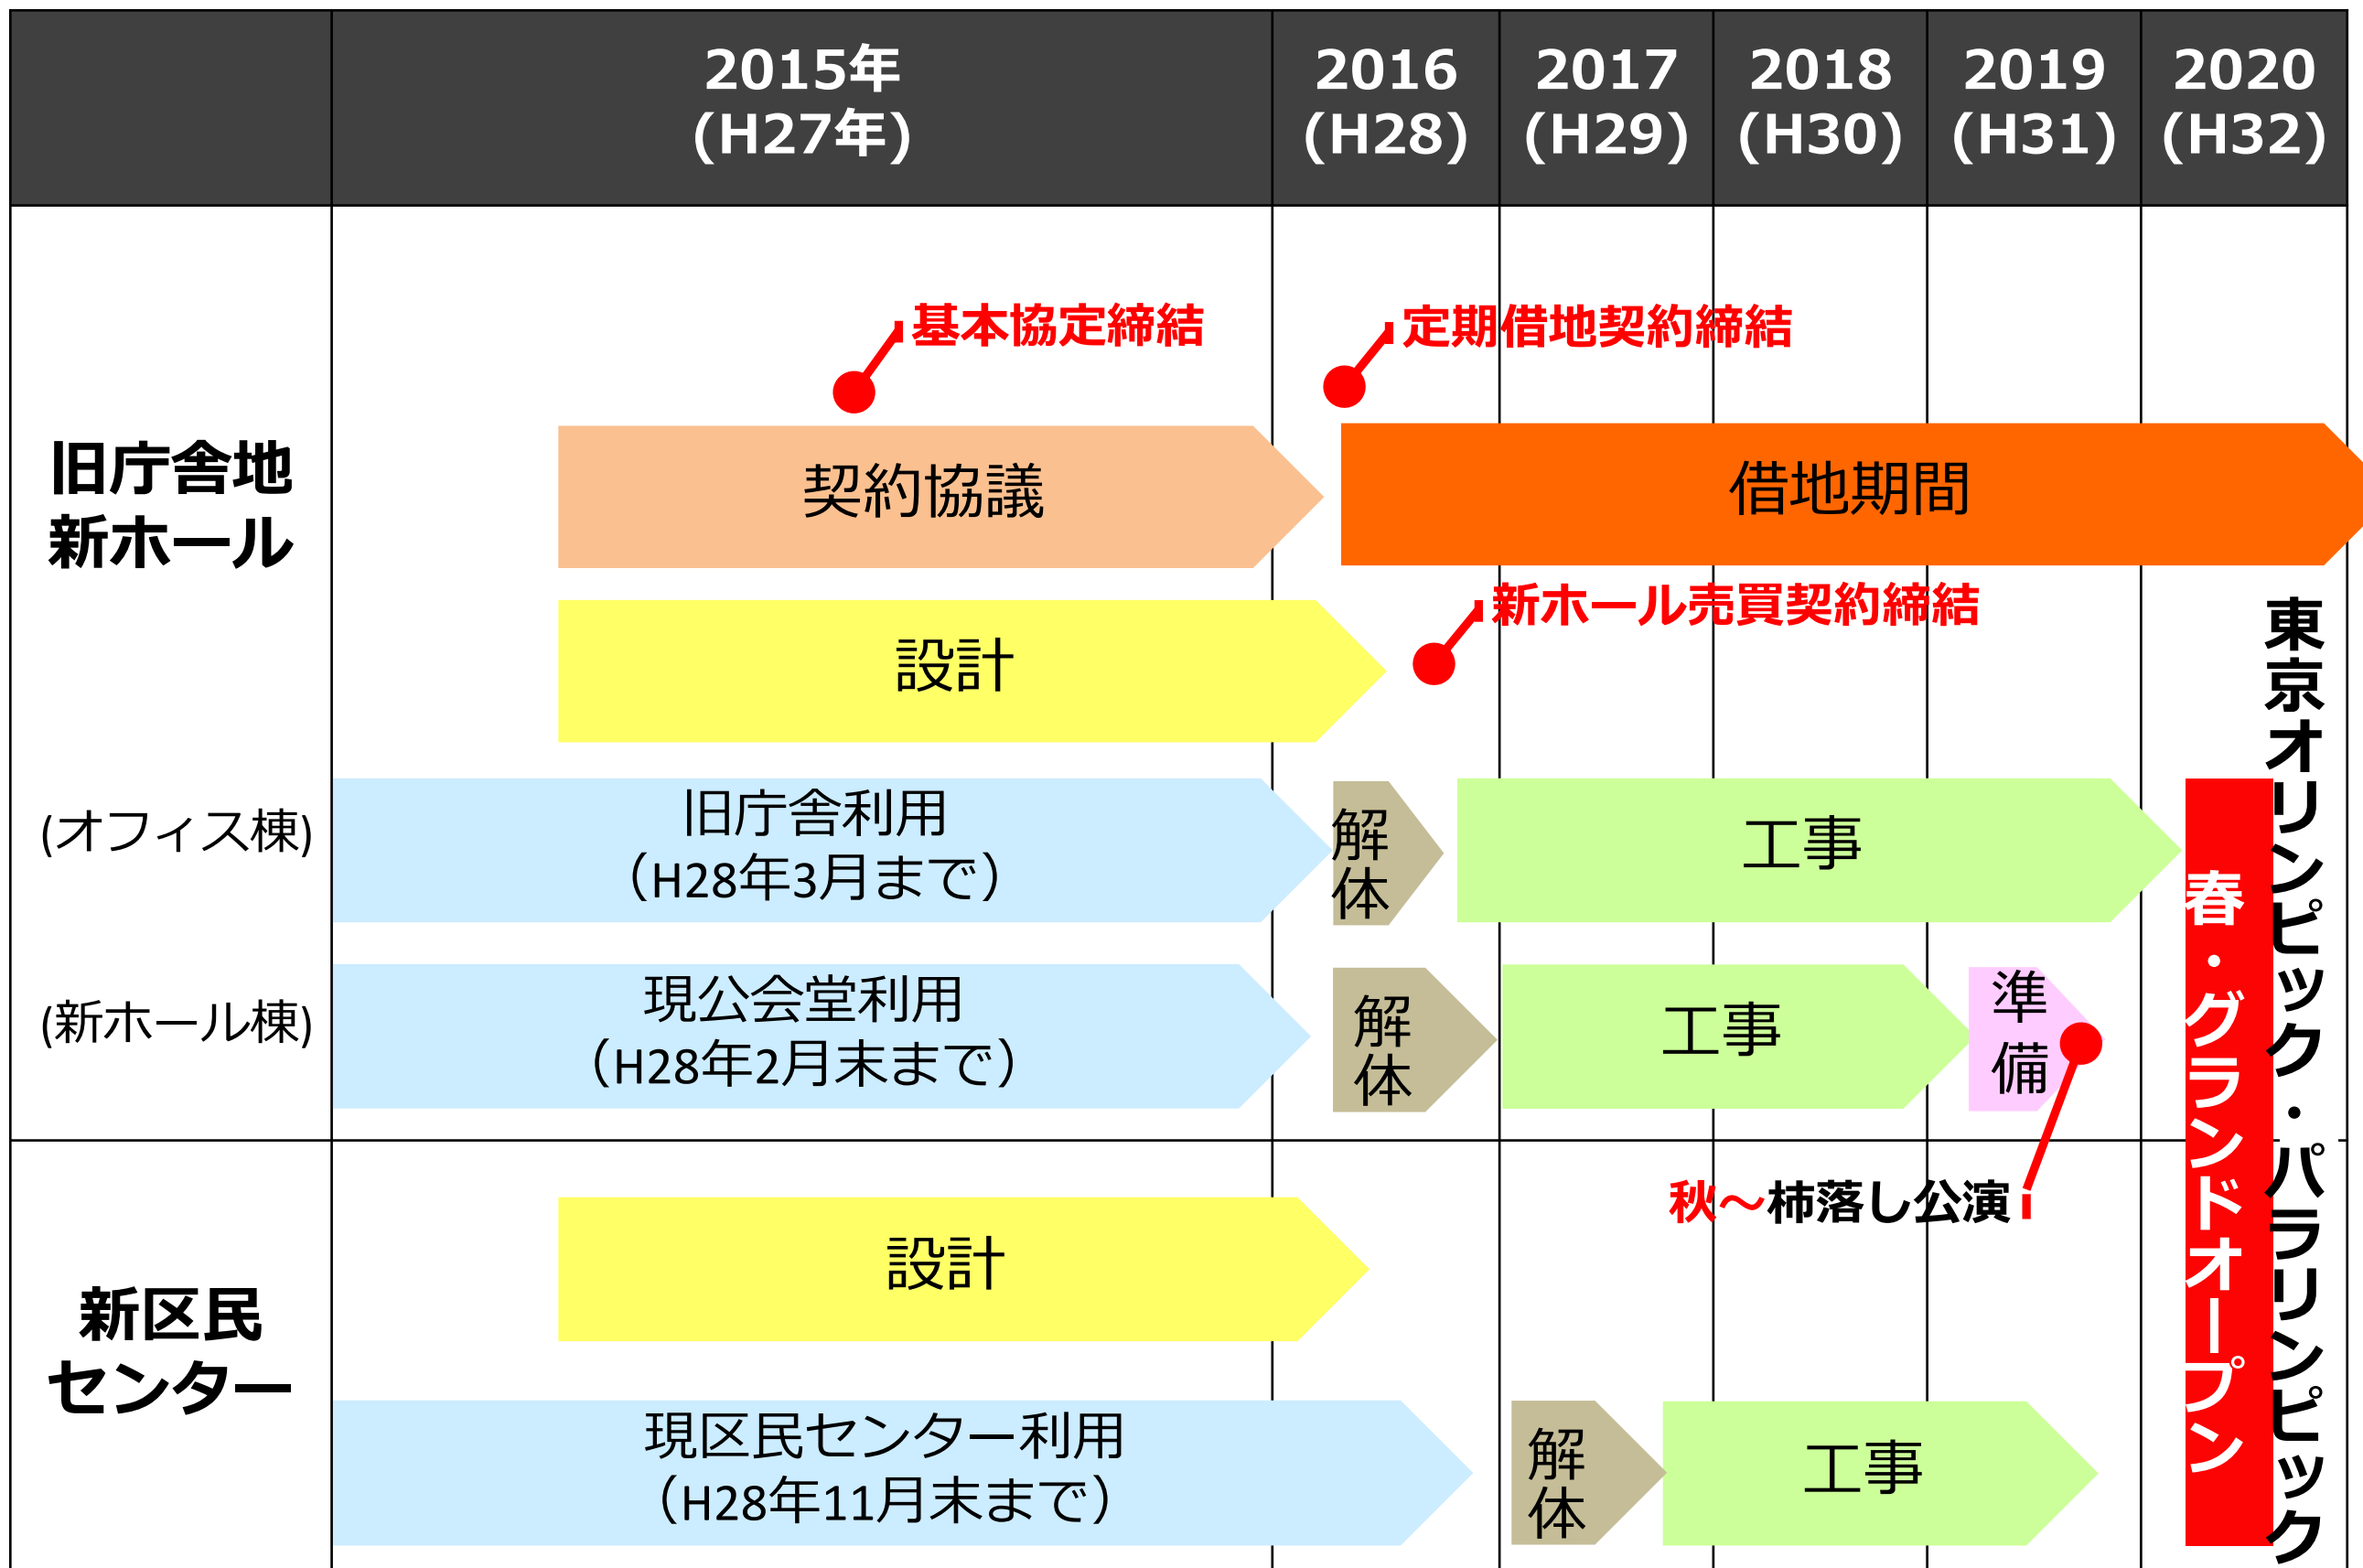 2015年
(H27年)
2016
(H28)
2017
(H29)
2018
(H30)
2019
(H31)
2020
(H32)
旧庁舎地
新ホール
基本協定締結
定期借地契約締結
契約協議
借地期間
新ホール売買契約締結
設計
(オフィス棟)
旧庁舎利用
（H28年3月まで）
解体
工事
(新ホール棟)
現公会堂利用
（H28年2月末まで）
解体
工事
準備
秋～柿落し公演
新区民
センター
設計
現区民センター利用
（H28年11月末まで）
解体
工事
春・グランドオープン
東京オリンピック・パラリンピック